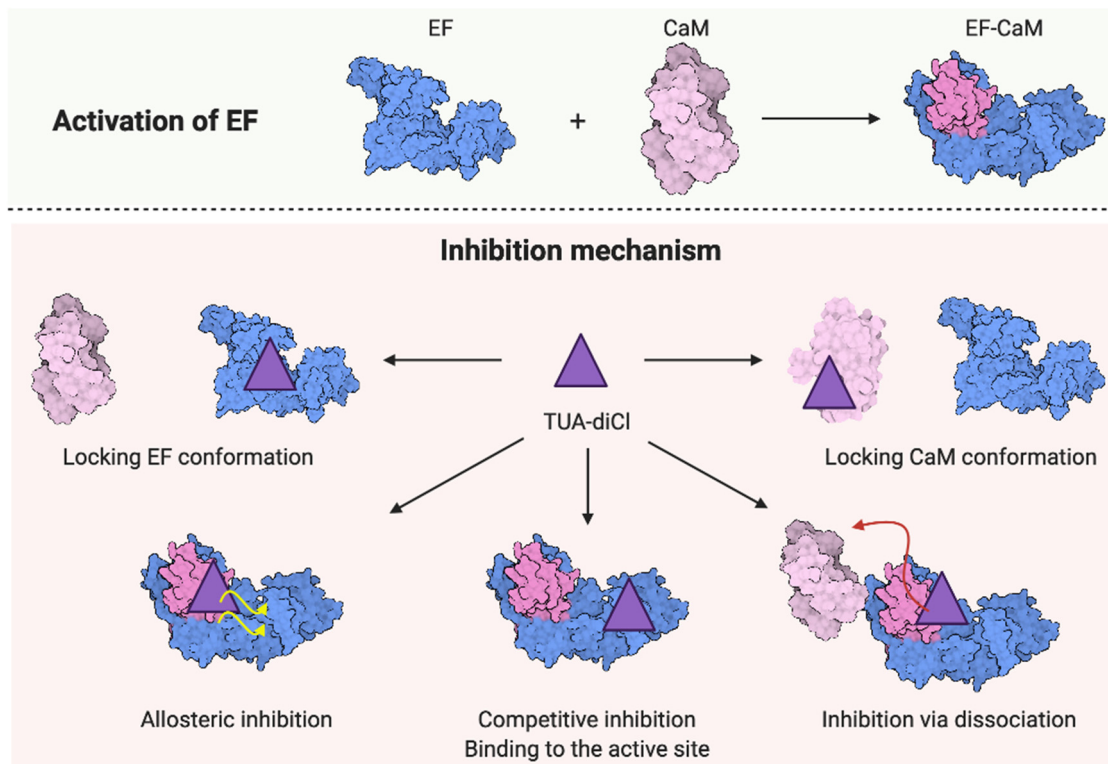 EF
CaM
EF-CaM
Activation of EF
+
Inhibition mechanism
TUA-diCl
Locking EF conformation
Locking CaM conformation
Allosteric inhibition
Competitive inhibition
Binding to the active site
Inhibition via dissociation